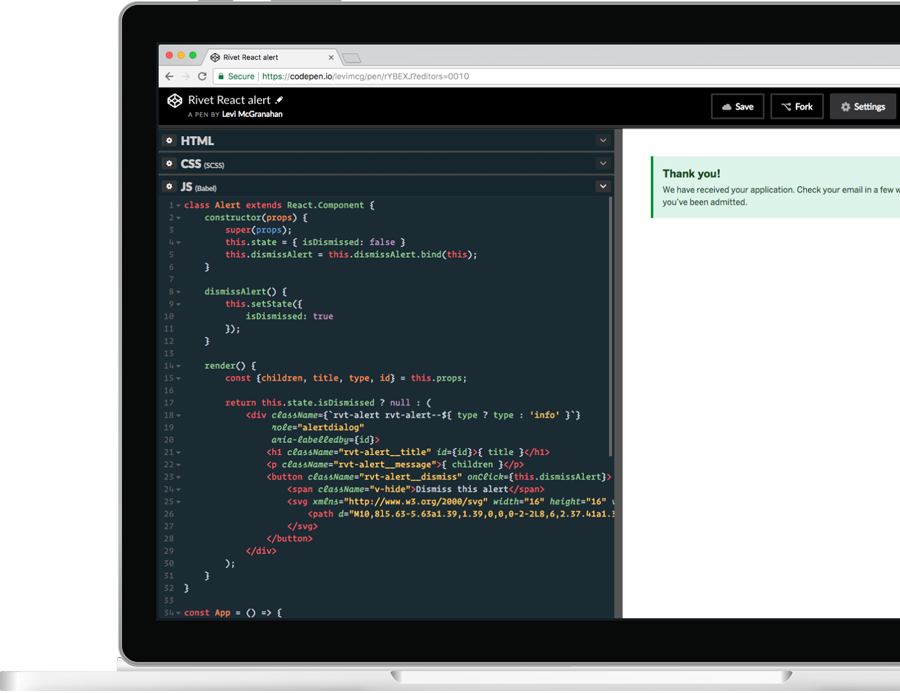 Rivet React alert
Secure | https://codepen.io/levimcg/pen/rYBEXJ?editors=0010
Rivet React alert
A PEN BY Levi McGranahan
Save Fork Settings
HTML
CSS (SCSS)
JS (Babel)
1 class Alert extends React.Component {
2 constructor(props) {
3 super(props);
4 this.state = { isDismissed: false }
5 this.dismissAlert = this.dismissAlert.bind(this);
6 }
7
8 dismissAlert() {
9 this.setState({
10 isDismissed: true
11 });
12 }
13
14 render() {
15 const {children, title, type, id} = this.props;
16
17 return this.state.isDismissed ? null : (
18 <div className={`rvt-alert rvt-alert--${ type ? type : 'info' }`}
19 role="alertdialog"
20 aria-labelledby={id}>
21 <h1 className="rvt-alert__title" id={id}>{ title }</h1>
22 <p className="rvt-alert__message">{ children }</p>
23 <button className="rvt-alert__dismiss" onClick={this.dismissAlert}>
24 <span className="v-hide">Dismiss this alert</span>
25 <svg xmlns="http://www.w3.org/2000/svg" width="16" height="16"
26 <path d="M10,8l5.63-5.63a1.39,1.39,0,0,0-2-2L8,6,2.37.41a1.3
27 </svg>
28 </button>
29 </div>
30 );
31 }
32 }
33
34 const App = () => {
Thank you!
We have received your application. Check your email in a few
you've been admitted.